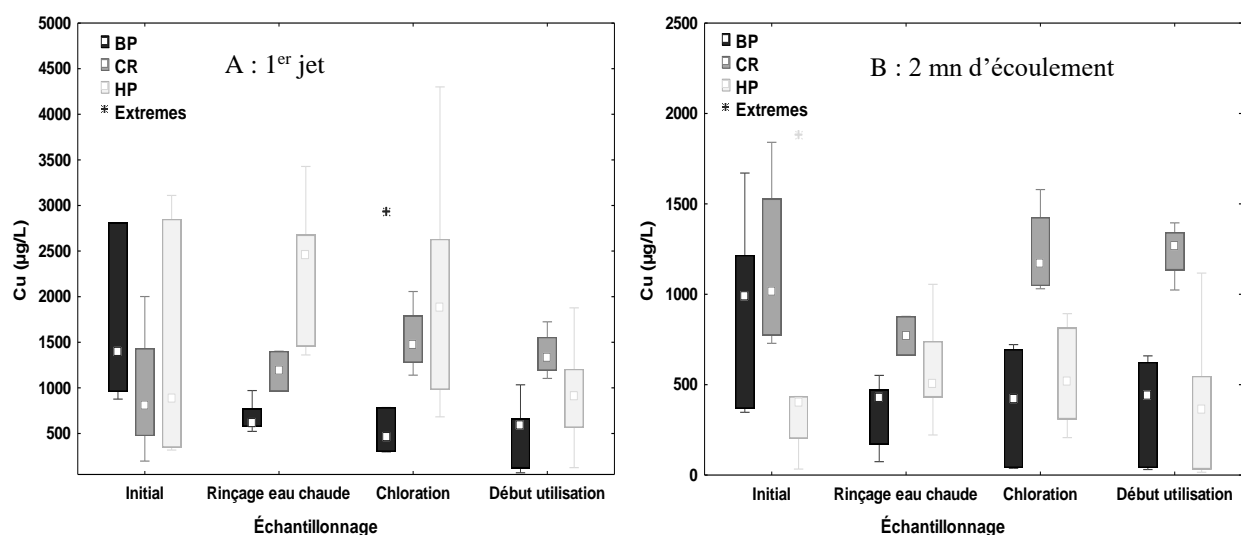 5000
4500
4000
3500
3000
2500
2000
1500
1000
500
Cu (µg/L)
BP
CR
HP
Extremes
A : 1er jet
Initial
Rinçage eau chaude
Chloration
Début utilisation
Échantillonnage
2500
2000
1500
1000
500
0
Cu (µg/L)
BP
CR
HP
Extremes
B : 2 mn d’écoulement
Initial
Rinçage eau chaude
Chloration
Début utilisation
Échantillonnage